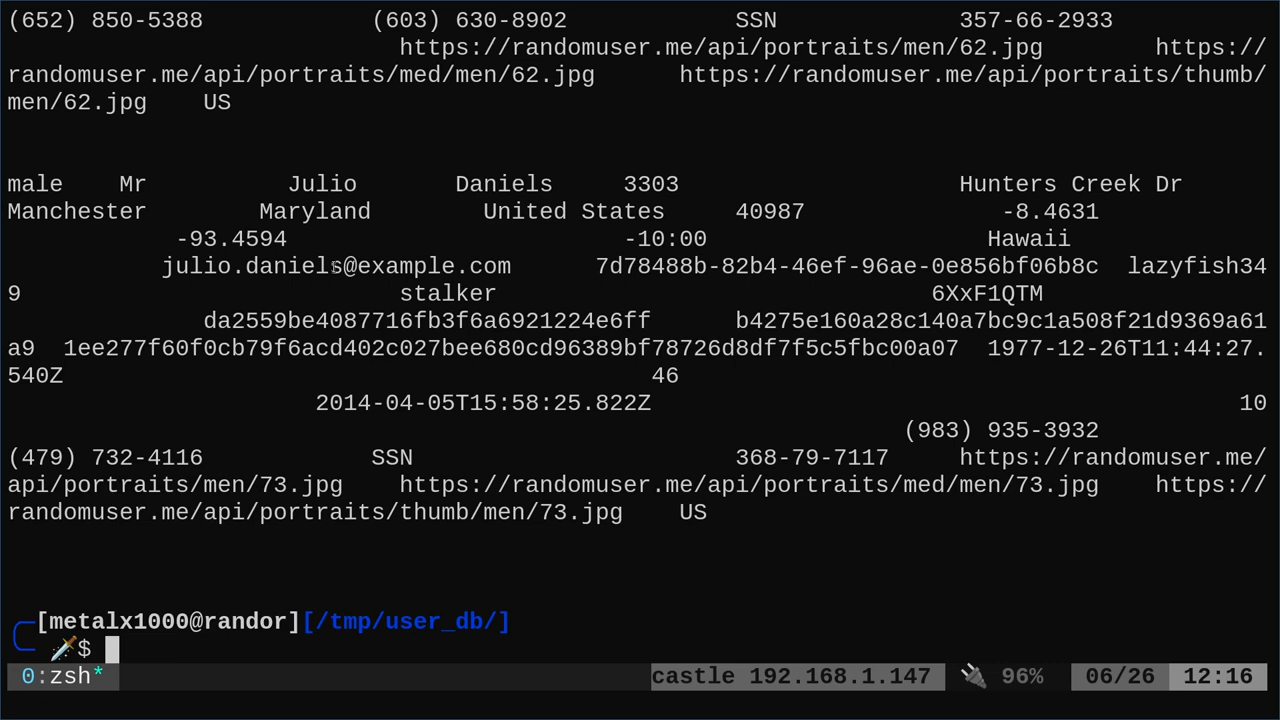 (652) 850-5388 (603) 630-8902 SSN 357-66-2933
https://randomuser.me/api/portraits/men/62.jpg https://
randomuser.me/api/portraits/med/men/62.jpg https://randomuser.me/api/portraits/thumb/
men/62.jpg US
male Mr Julio Daniels 3303 Hunters Creek Dr
Manchester Maryland United States 40987 -8.4631
-93.4594 -10:00 Hawaii
julio.daniels@example.com 7d78488b-82b4-46ef-96ae-0e856bf06b8c lazyfish34
9 stalker 6XxF1QTM
da2559be4087716fb3f6a6921224e6ff b4275e160a28c140a7bc9c1a508f21d9369a61
a9 1ee277f60f0cb79f6acd402c027bee680cd96389bf78726d8df7f5c5fbc00a07 1977-12-26T11:44:27.
540Z 46
2014-04-05T15:58:25.822Z 10
(983) 935-3932
(479) 732-4116 SSN 368-79-7117 https://randomuser.me/
api/portraits/men/73.jpg https://randomuser.me/api/portraits/med/men/73.jpg https://
randomuser.me/api/portraits/thumb/men/73.jpg US
[metalx1000@randor][/tmp/user_db/]
🗡️$
0:zsh* castle 192.168.1.147 🔌 96% 06/26 12:16